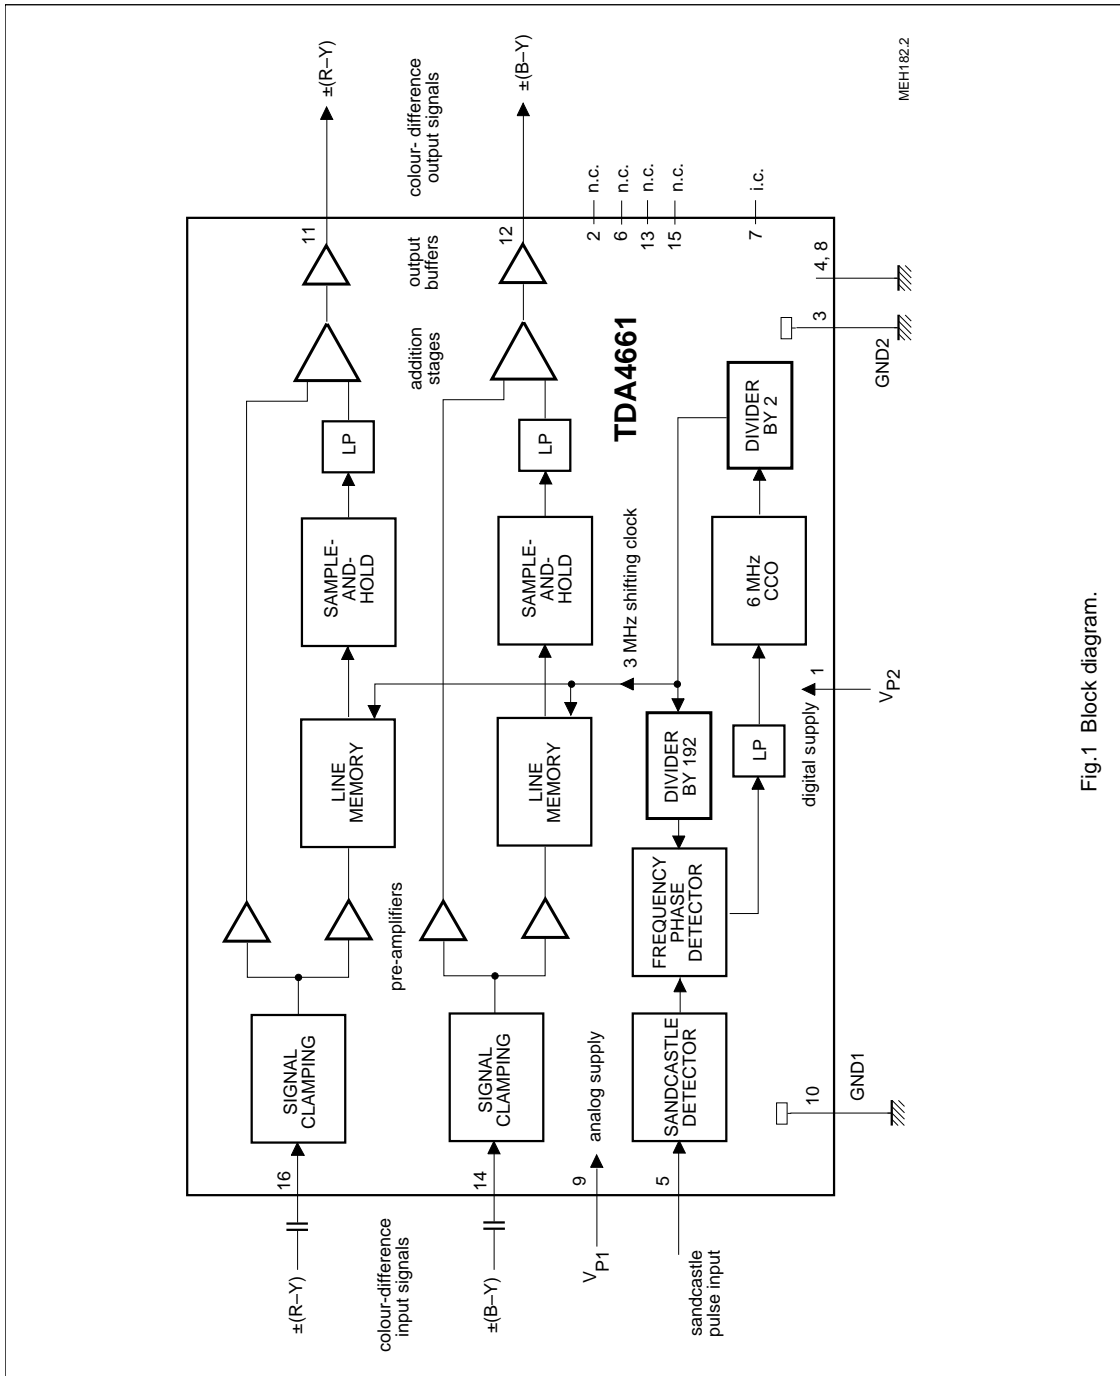 ±(R–Y)
colour-difference
input signals
±(B–Y)
V P1
sandcastle
pulse input
16
14
9
analog supply
5
SIGNAL
CLAMPING
SIGNAL
CLAMPING
SANDCASTLE
DETECTOR
10
GND1
pre-amplifiers
LINE
MEMORY
LINE
MEMORY
FREQUENCY
PHASE
DETECTOR
DIVIDER
BY 192
LP
digital supply
1
V P2
SAMPLE-
AND-
HOLD
SAMPLE-
AND-
HOLD
3 MHz shifting clock
6 MHz
CCO
LP
LP
DIVIDER
BY 2
addition
stages
output
buffers
TDA4661
3
GND2
4, 8
11
12
2 n.c.
6 n.c.
13 n.c.
15 n.c.
7 i.c.
±(R–Y)
colour- difference
output signals
±(B–Y)
MEH182.2
Fig.1 Block diagram.